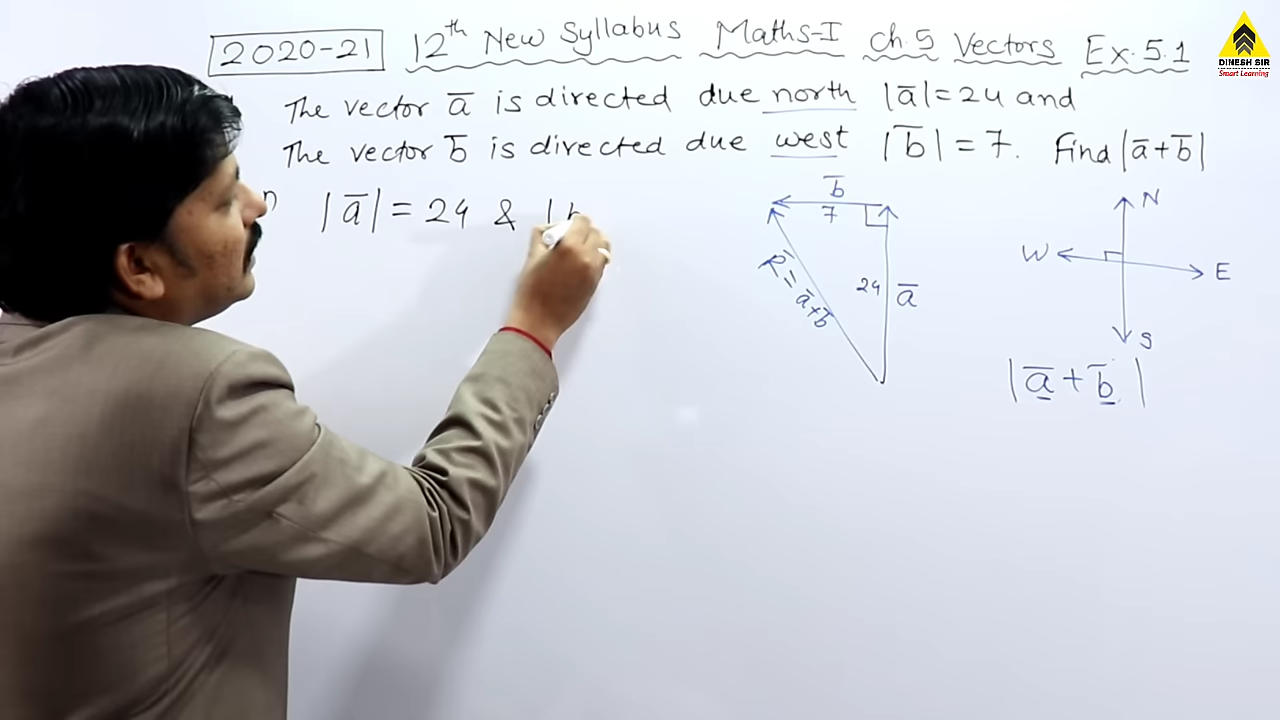 2020-21 12th New Syllabus Maths-I Ch.5 Vectors Ex.5.1
DINESH SIR
Smart Learning
The vector a̅ is directed due north |a̅|=24 and
The vector b̅ is directed due west |b̅|=7. Find |a̅+b̅|
|a̅|=24 & |b
b̅
7
R̅=a̅+b̅
24 a̅
N
W
E
S
|a̅+b̅|